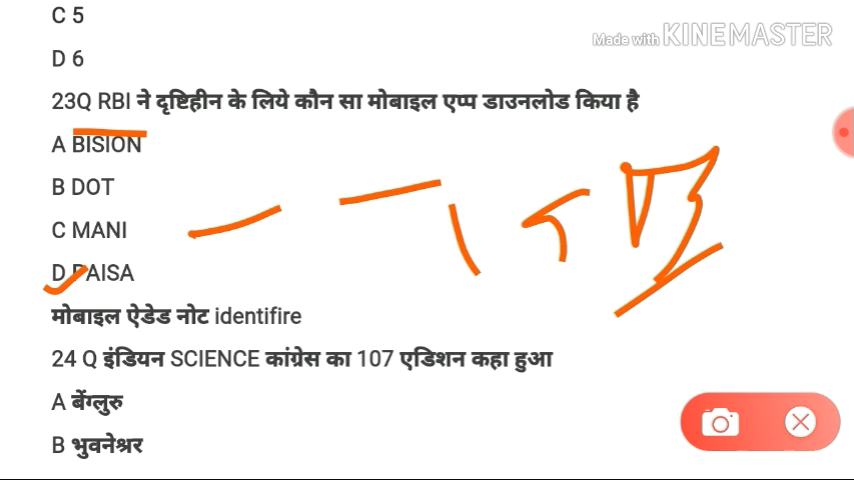 C 5
Made with KINEMASTER
D 6
23Q RBI ने दृष्टिहीन के लिये कौन सा मोबाइल एप्प डाउनलोड किया है
A BISION
B DOT
C MANI
D PAISA
मोबाइल ऐडेड नोट identifire
24 Q इंडियन SCIENCE कांग्रेस का 107 एडिशन कहा हुआ
A बेंग्लुरु
B भुवनेश्रर